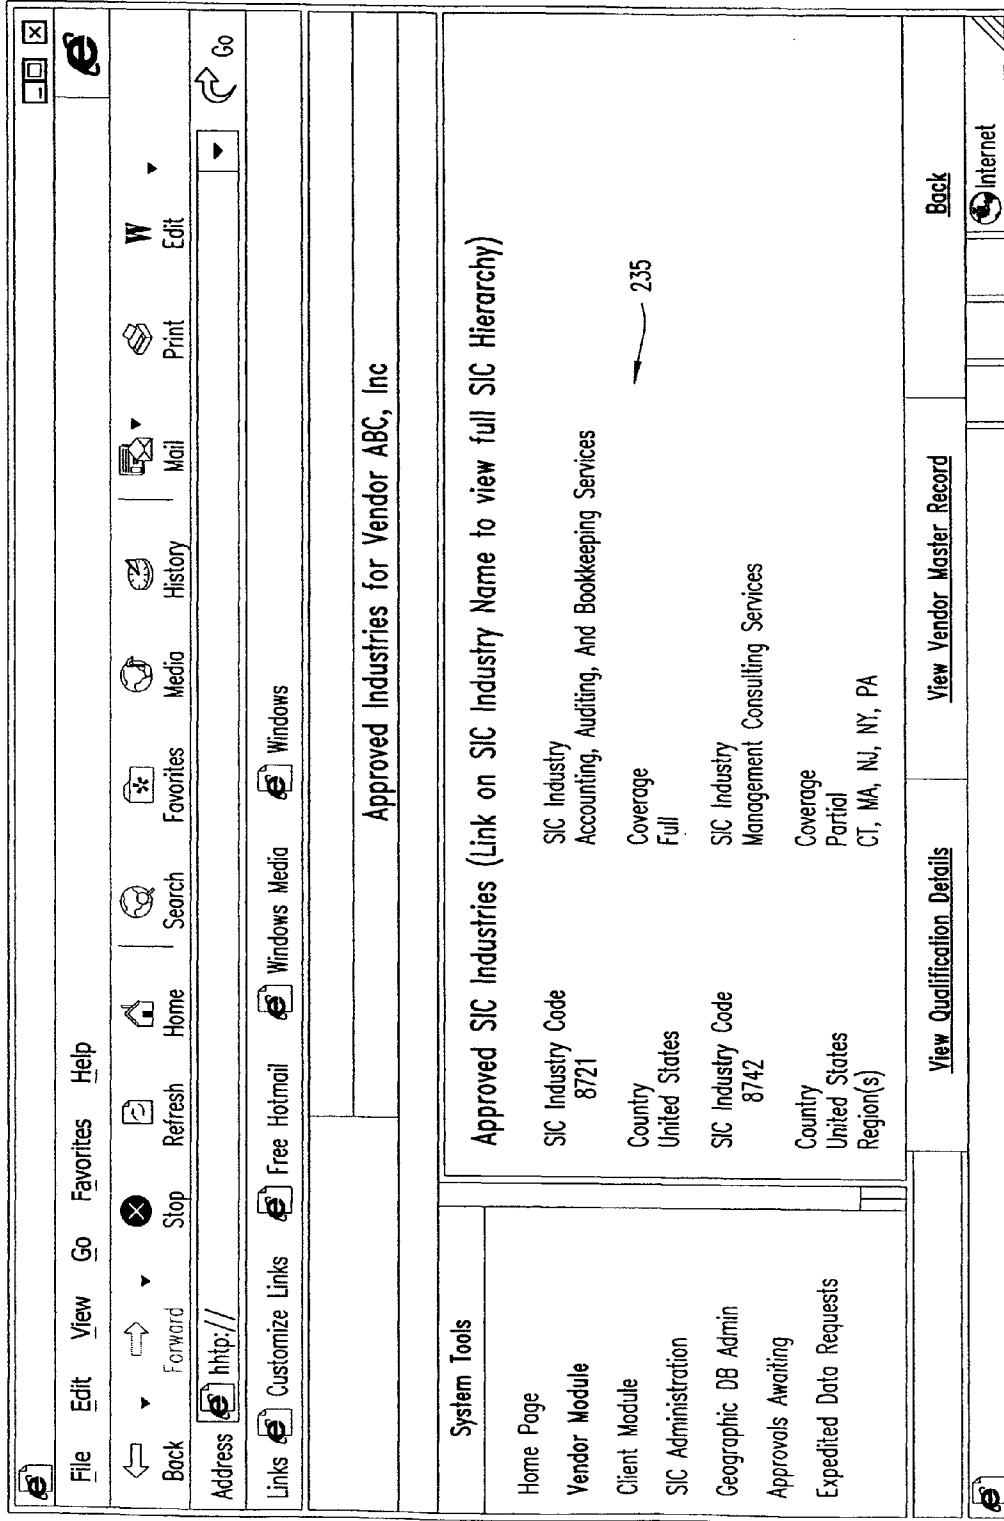 File Edit View Go Favorites Help
Back Forward Stop Refresh Home Search Favorites Media History Mail Print Edit
Address hhtp:// Go
Links Customize Links Free Hotmail Windows Media Windows
Approved Industries for Vendor ABC, Inc
System Tools
Home Page
Vendor Module
Client Module
SIC Administration
Geographic DB Admin
Approvals Awaiting
Expedited Data Requests
Approved SIC Industries (Link on SIC Industry Name to view full SIC Hierarchy)
SIC Industry Code SIC Industry
8721 Accounting, Auditing, And Bookkeeping Services
235
Country Coverage
United States Full
SIC Industry Code SIC Industry
8742 Management Consulting Services
Country Coverage
United States Partial
Region(s) CT, MA, NJ, NY, PA
View Qualification Details View Vendor Master Record Back
Internet